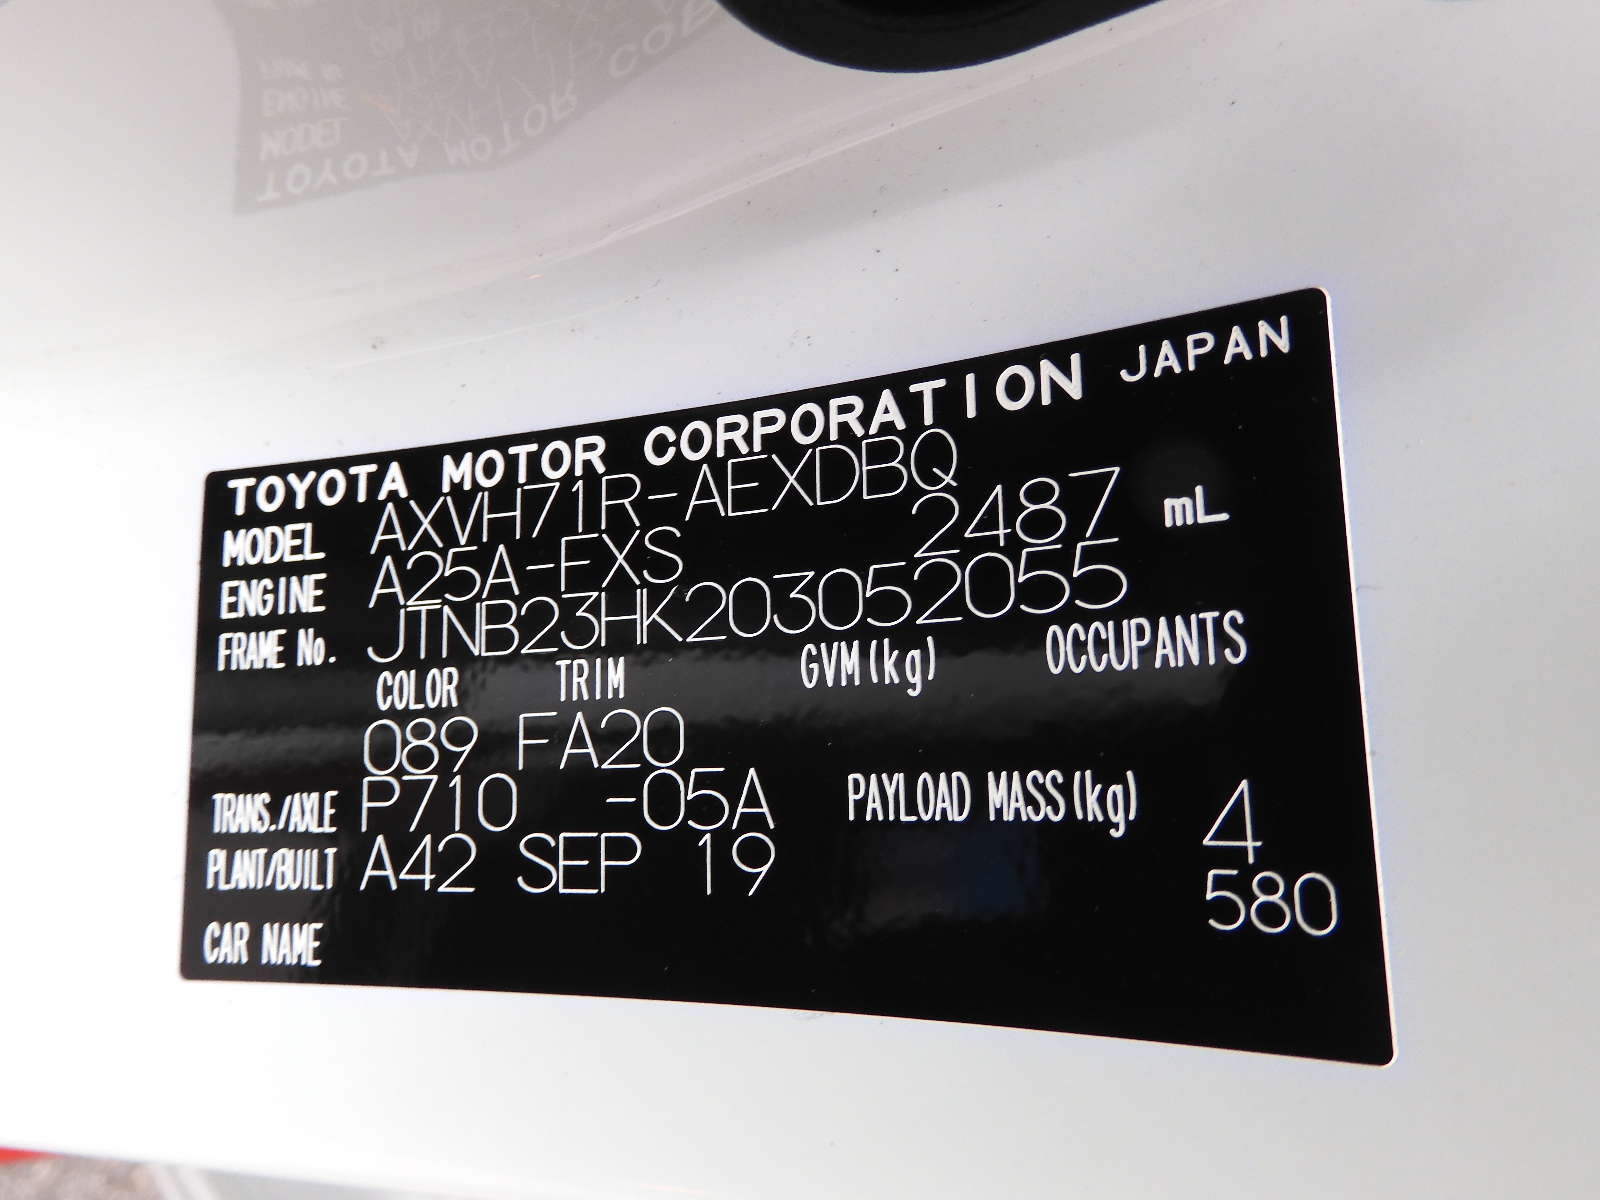 TOYOTA MOTOR CORPORATION JAPAN
MODEL AXVH71R-AEXDBQ
ENGINE A25A-FXS 2487 mL
FRAME No. JTNB23HK203052055
COLOR TRIM GVM(kg) OCCUPANTS
089 FA20
TRANS./AXLE P710 -05A PAYLOAD MASS(kg) 4
PLANT/BUILT A42 SEP 19 580
CAR NAME